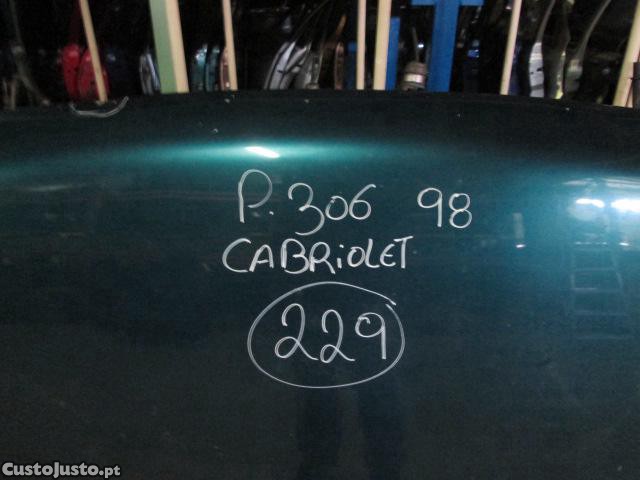 P. 306 98
CABRiOLET
229
CustoJusto.pt